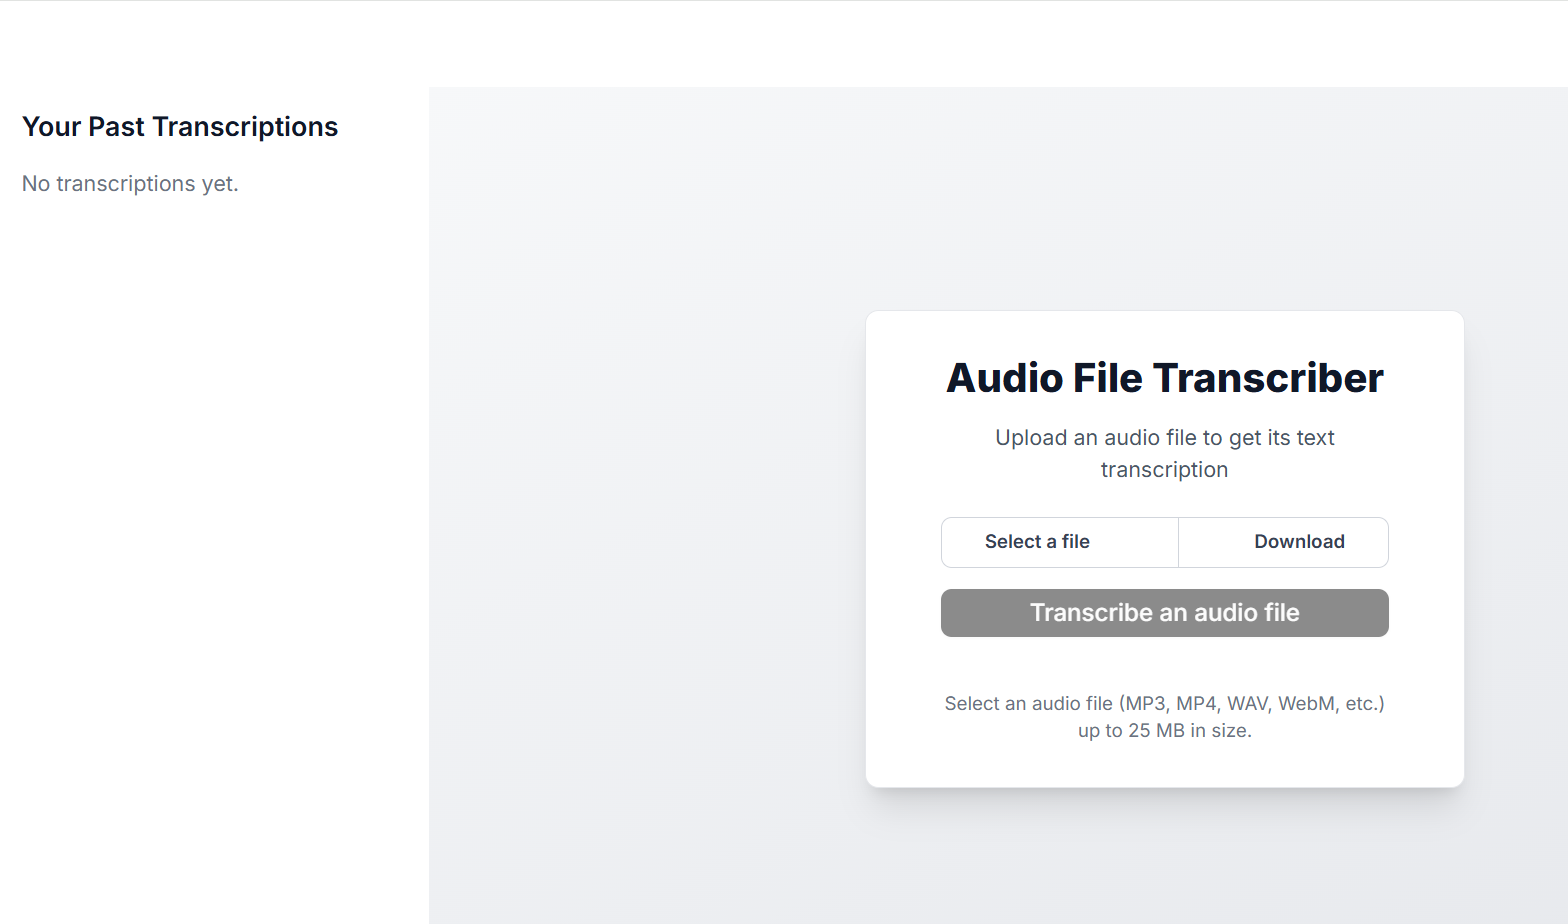 Your Past Transcriptions
No transcriptions yet.
Audio File Transcriber
Upload an audio file to get its text
transcription
Select a file
Download
Transcribe an audio file
Select an audio file (MP3, MP4, WAV, WebM, etc.)
up to 25 MB in size.